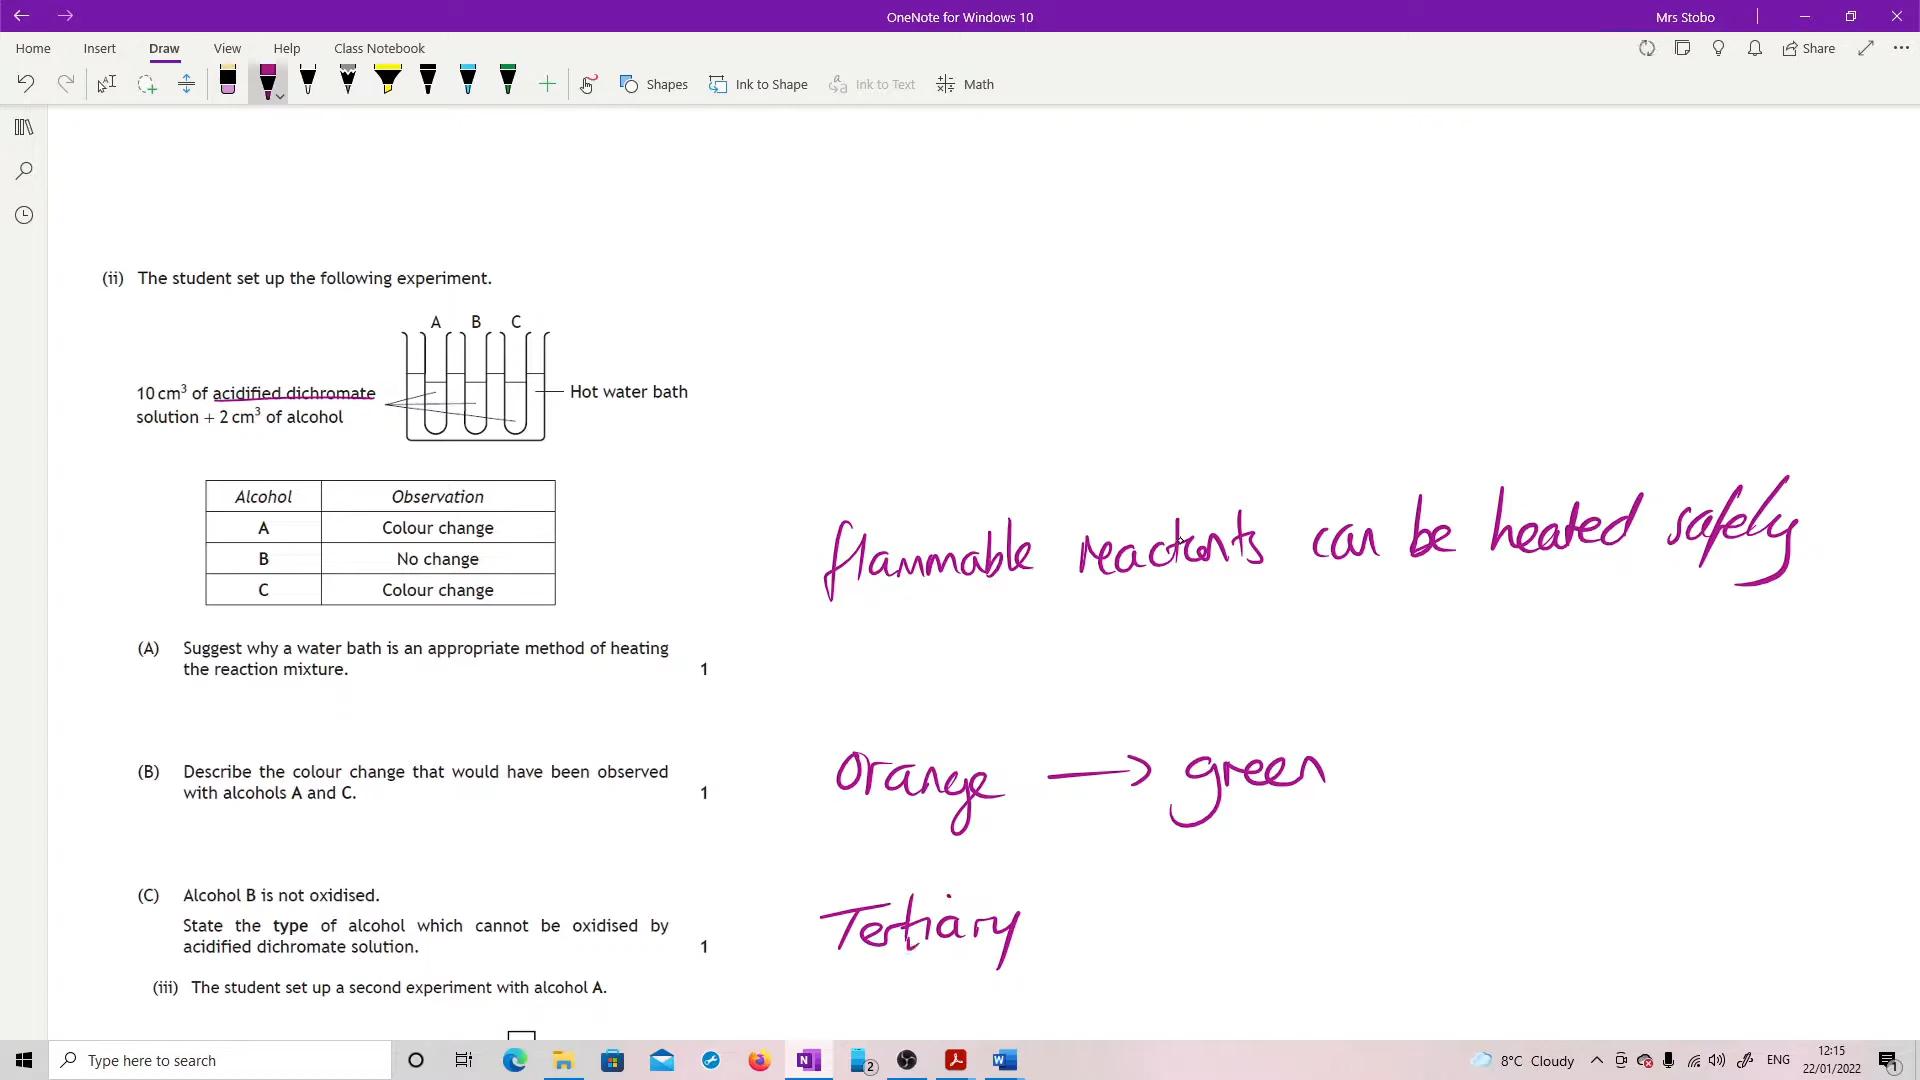 OneNote for Windows 10
Mrs Stobo
Home Insert Draw View Help Class Notebook
Share
Shapes Ink to Shape Ink to Text Math
(ii) The student set up the following experiment.
A B C
10 cm³ of acidified dichromate
solution + 2 cm³ of alcohol
Hot water bath
Alcohol Observation
A Colour change
B No change
C Colour change
flammable reactants can be heated safely
(A) Suggest why a water bath is an appropriate method of heating
the reaction mixture. 1
(B) Describe the colour change that would have been observed
with alcohols A and C. 1
Orange → green
(C) Alcohol B is not oxidised.
State the type of alcohol which cannot be oxidised by
acidified dichromate solution. 1
Tertiary
(iii) The student set up a second experiment with alcohol A.
Type here to search
2
8°C Cloudy
ENG
12:15
22/01/2022
1